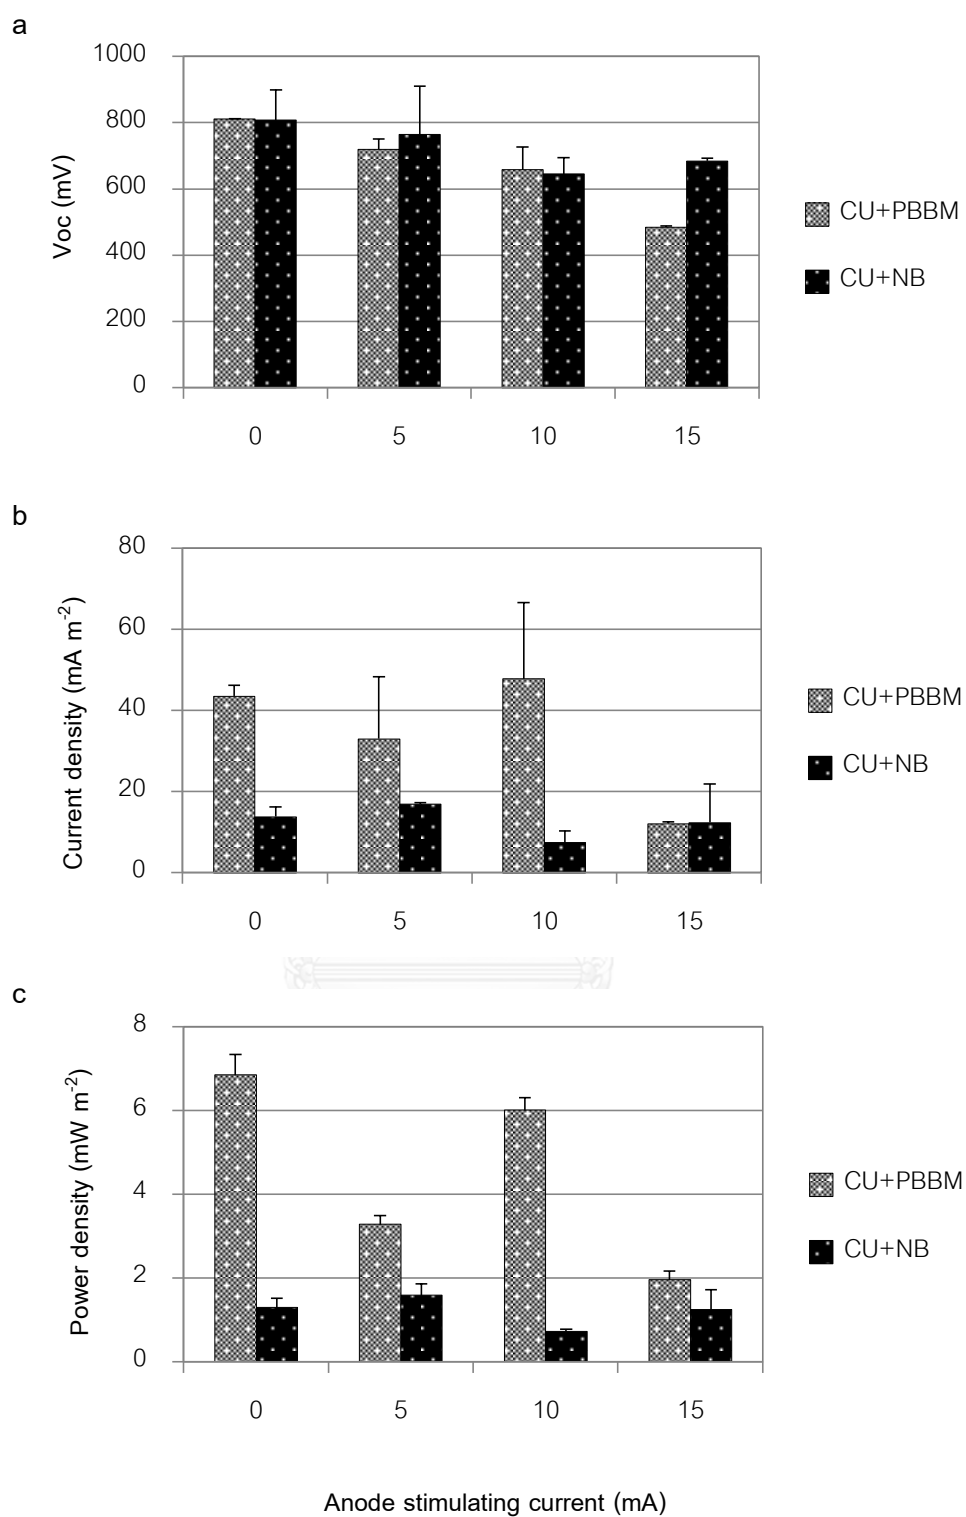 a
1000
800
600
400
200
0
Voc (mV)
0 5 10 15
CU+PBBM
CU+NB
b
80
60
40
20
0
Current density (mA m-2)
0 5 10 15
CU+PBBM
CU+NB
c
8
6
4
2
0
Power density (mW m-2)
0 5 10 15
CU+PBBM
CU+NB
Anode stimulating current (mA)